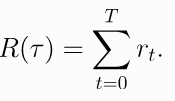 R(τ) = ∑_{t=0}^{T} r_t.